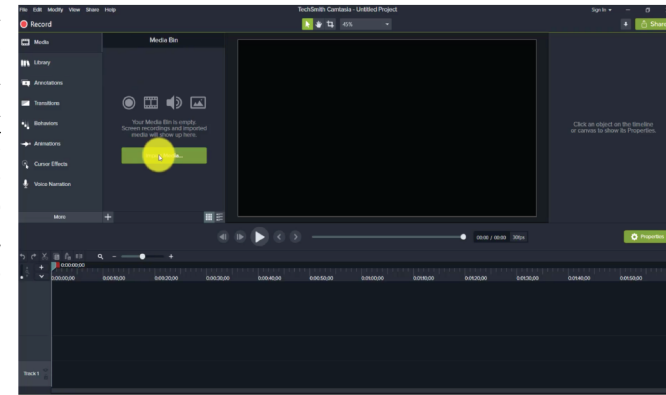 File Edit Modify View Share Help
TechSmith Camtasia - Untitled Project
Sign In
Record
45%
Share
Media
Media Bin
Library
Annotations
Transitions
Behaviors
Your Media Bin is empty.
Screen recordings and imported
media will show up here.
Click an object on the timeline
or canvas to show its Properties.
Animations
Cursor Effects
Voice Narration
More
00:00 / 00:00
30fps
Properties
0:00:00;00
0:00:00;00 0:00:10;00 0:00:20;00 0:00:30;00 0:00:40;00 0:00:50;00 0:01:00;00 0:01:10;00 0:01:20;00 0:01:30;00 0:01:40;00 0:01:50;00
Track 1